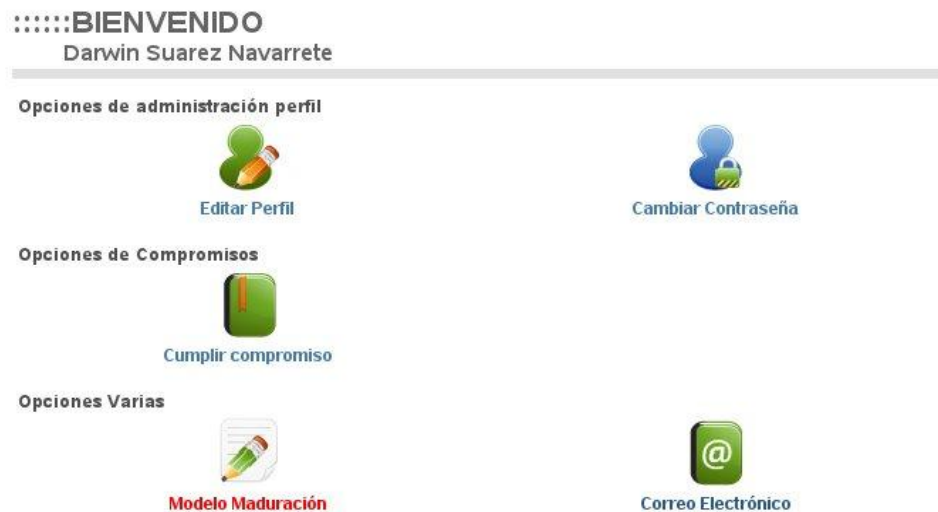 ::::::BIENVENIDO
Darwin Suarez Navarrete
Opciones de administración perfil
Editar Perfil
Cambiar Contraseña
Opciones de Compromisos
Cumplir compromiso
Opciones Varias
@
Modelo Maduración
Correo Electrónico